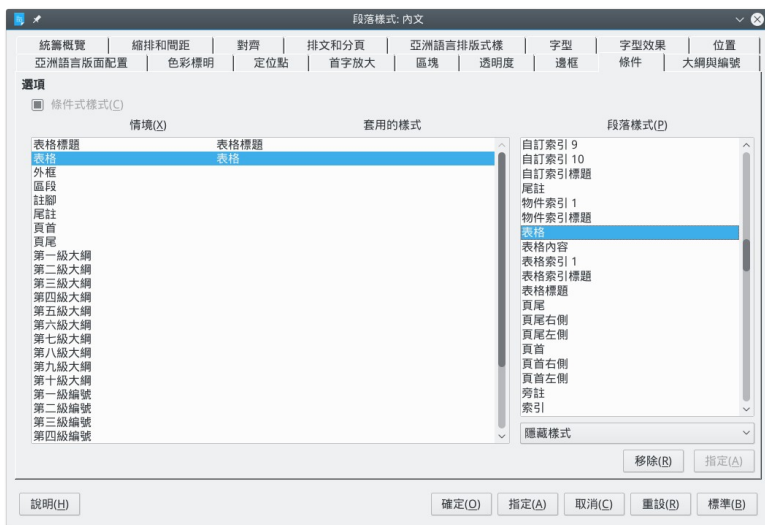 段落樣式: 內文
統籌概覽 縮排和間距 對齊 排文和分頁 亞洲語言排版式樣 字型 字型效果 位置
亞洲語言版面配置 色彩標明 定位點 首字放大 區塊 透明度 邊框 條件 大綱與編號
選項
條件式樣式(C)
情境(X) 套用的樣式
表格標題 表格標題
表格 表格
外框
區段
註腳
尾註
頁首
頁尾
第一級大綱
第二級大綱
第三級大綱
第四級大綱
第五級大綱
第六級大綱
第七級大綱
第八級大綱
第九級大綱
第十級大綱
第一級編號
第二級編號
第三級編號
第四級編號
段落樣式(P)
自訂索引 9
自訂索引 10
自訂索引標題
尾註
物件索引 1
物件索引標題
表格
表格內容
表格索引 1
表格索引標題
表格標題
頁尾
頁尾右側
頁尾左側
頁首
頁首右側
頁首左側
旁註
索引
隱藏樣式
移除(R) 指定(A)
說明(H) 確定(O) 指定(A) 取消(C) 重設(R) 標準(B)